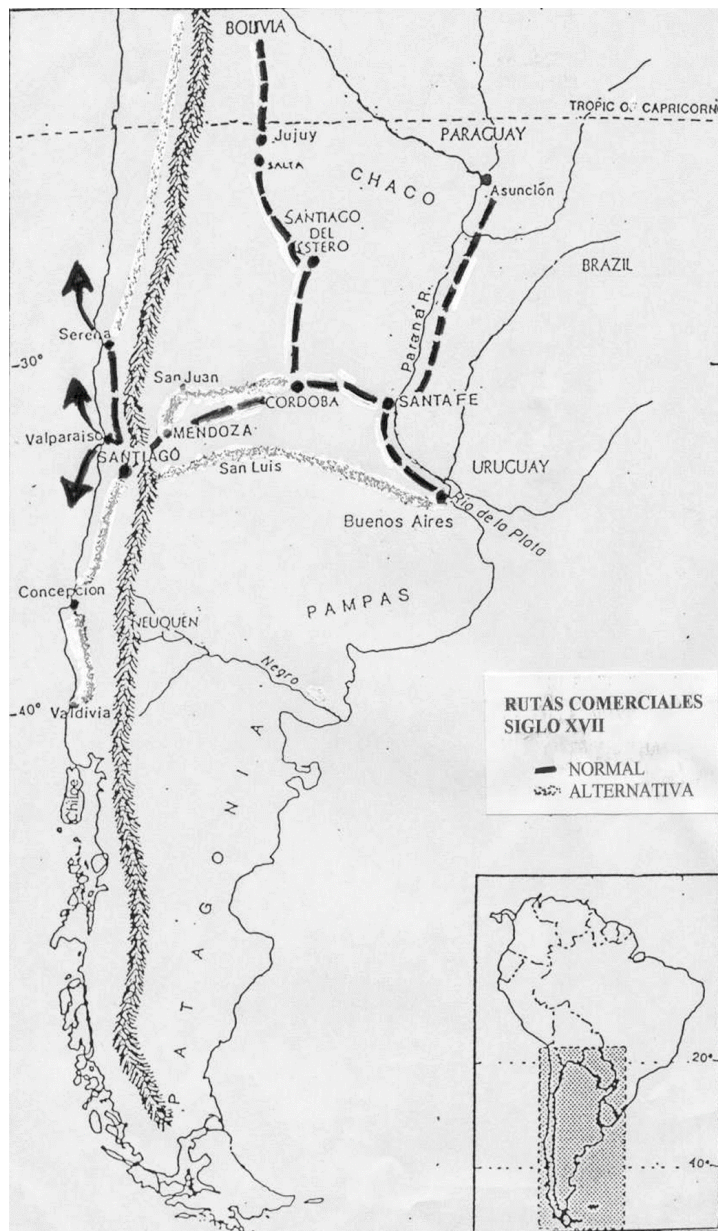 BOLIVIA
TROPIC OF CAPRICORN
Jujuy
PARAGUAY
SALTA
CHACO
Asunción
SANTIAGO
DEL
ESTERO
BRAZIL
Paraná R.
Serena
30°
San Juan
CORDOBA
SANTA FE
Valparaiso
MENDOZA
SANTIAGO
San Luis
URUGUAY
Buenos Aires
Rio de la Plata
Concepcion
PAMPAS
NEUQUEN
Negro
40°
Valdivia
PATAGONIA
RUTAS COMERCIALES
SIGLO XVII
NORMAL
ALTERNATIVA
20°
40°